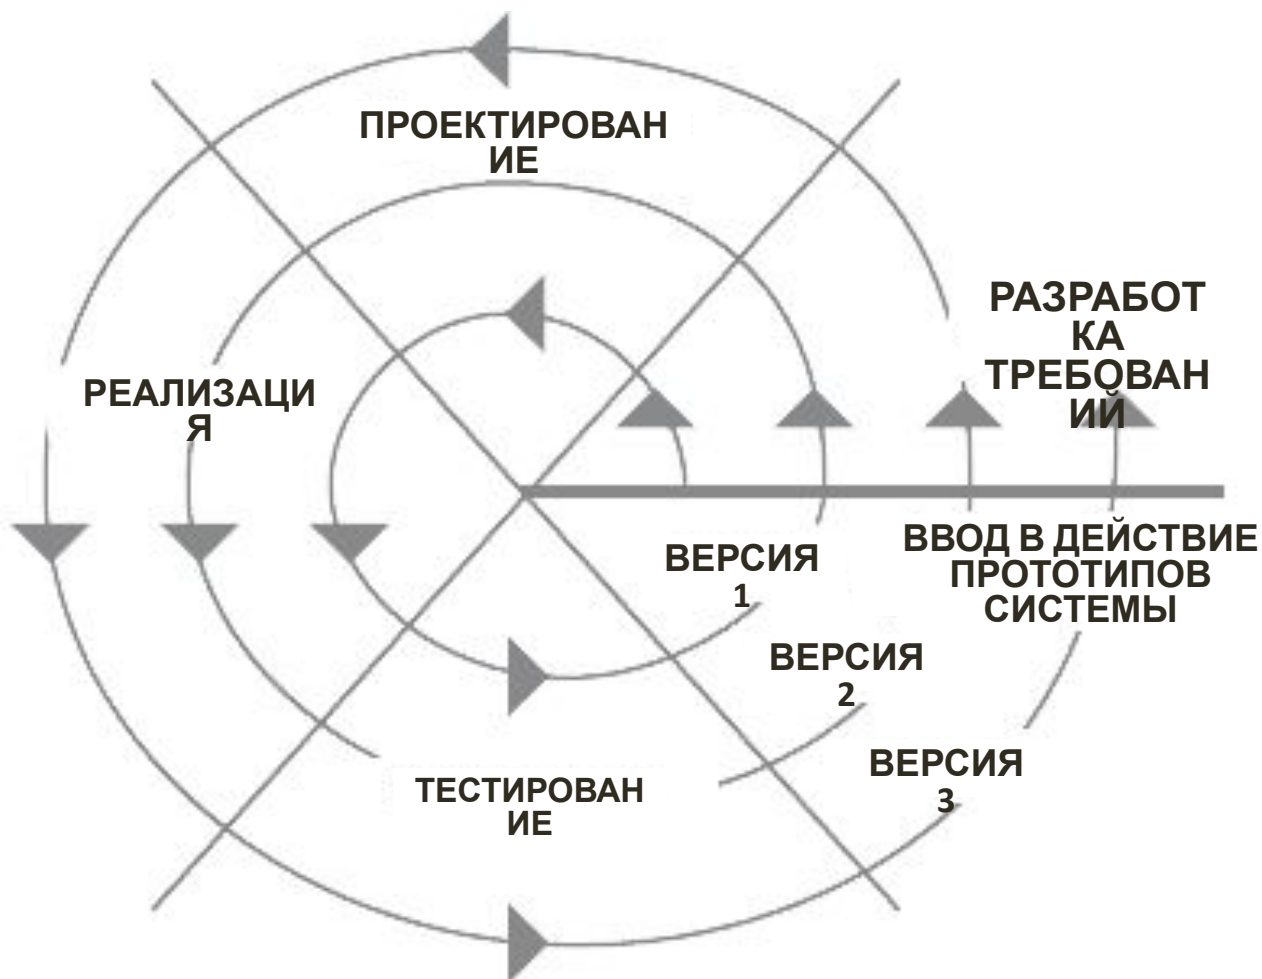 ПРОЕКТИРОВАН
ИЕ
РАЗРАБОТ
КА
ТРЕБОВАН
ИЙ
РЕАЛИЗАЦИ
Я
ВВОД В ДЕЙСТВИЕ
ПРОТОТИПОВ
СИСТЕМЫ
ВЕРСИЯ
1
ВЕРСИЯ
2
ВЕРСИЯ
3
ТЕСТИРОВАН
ИЕ